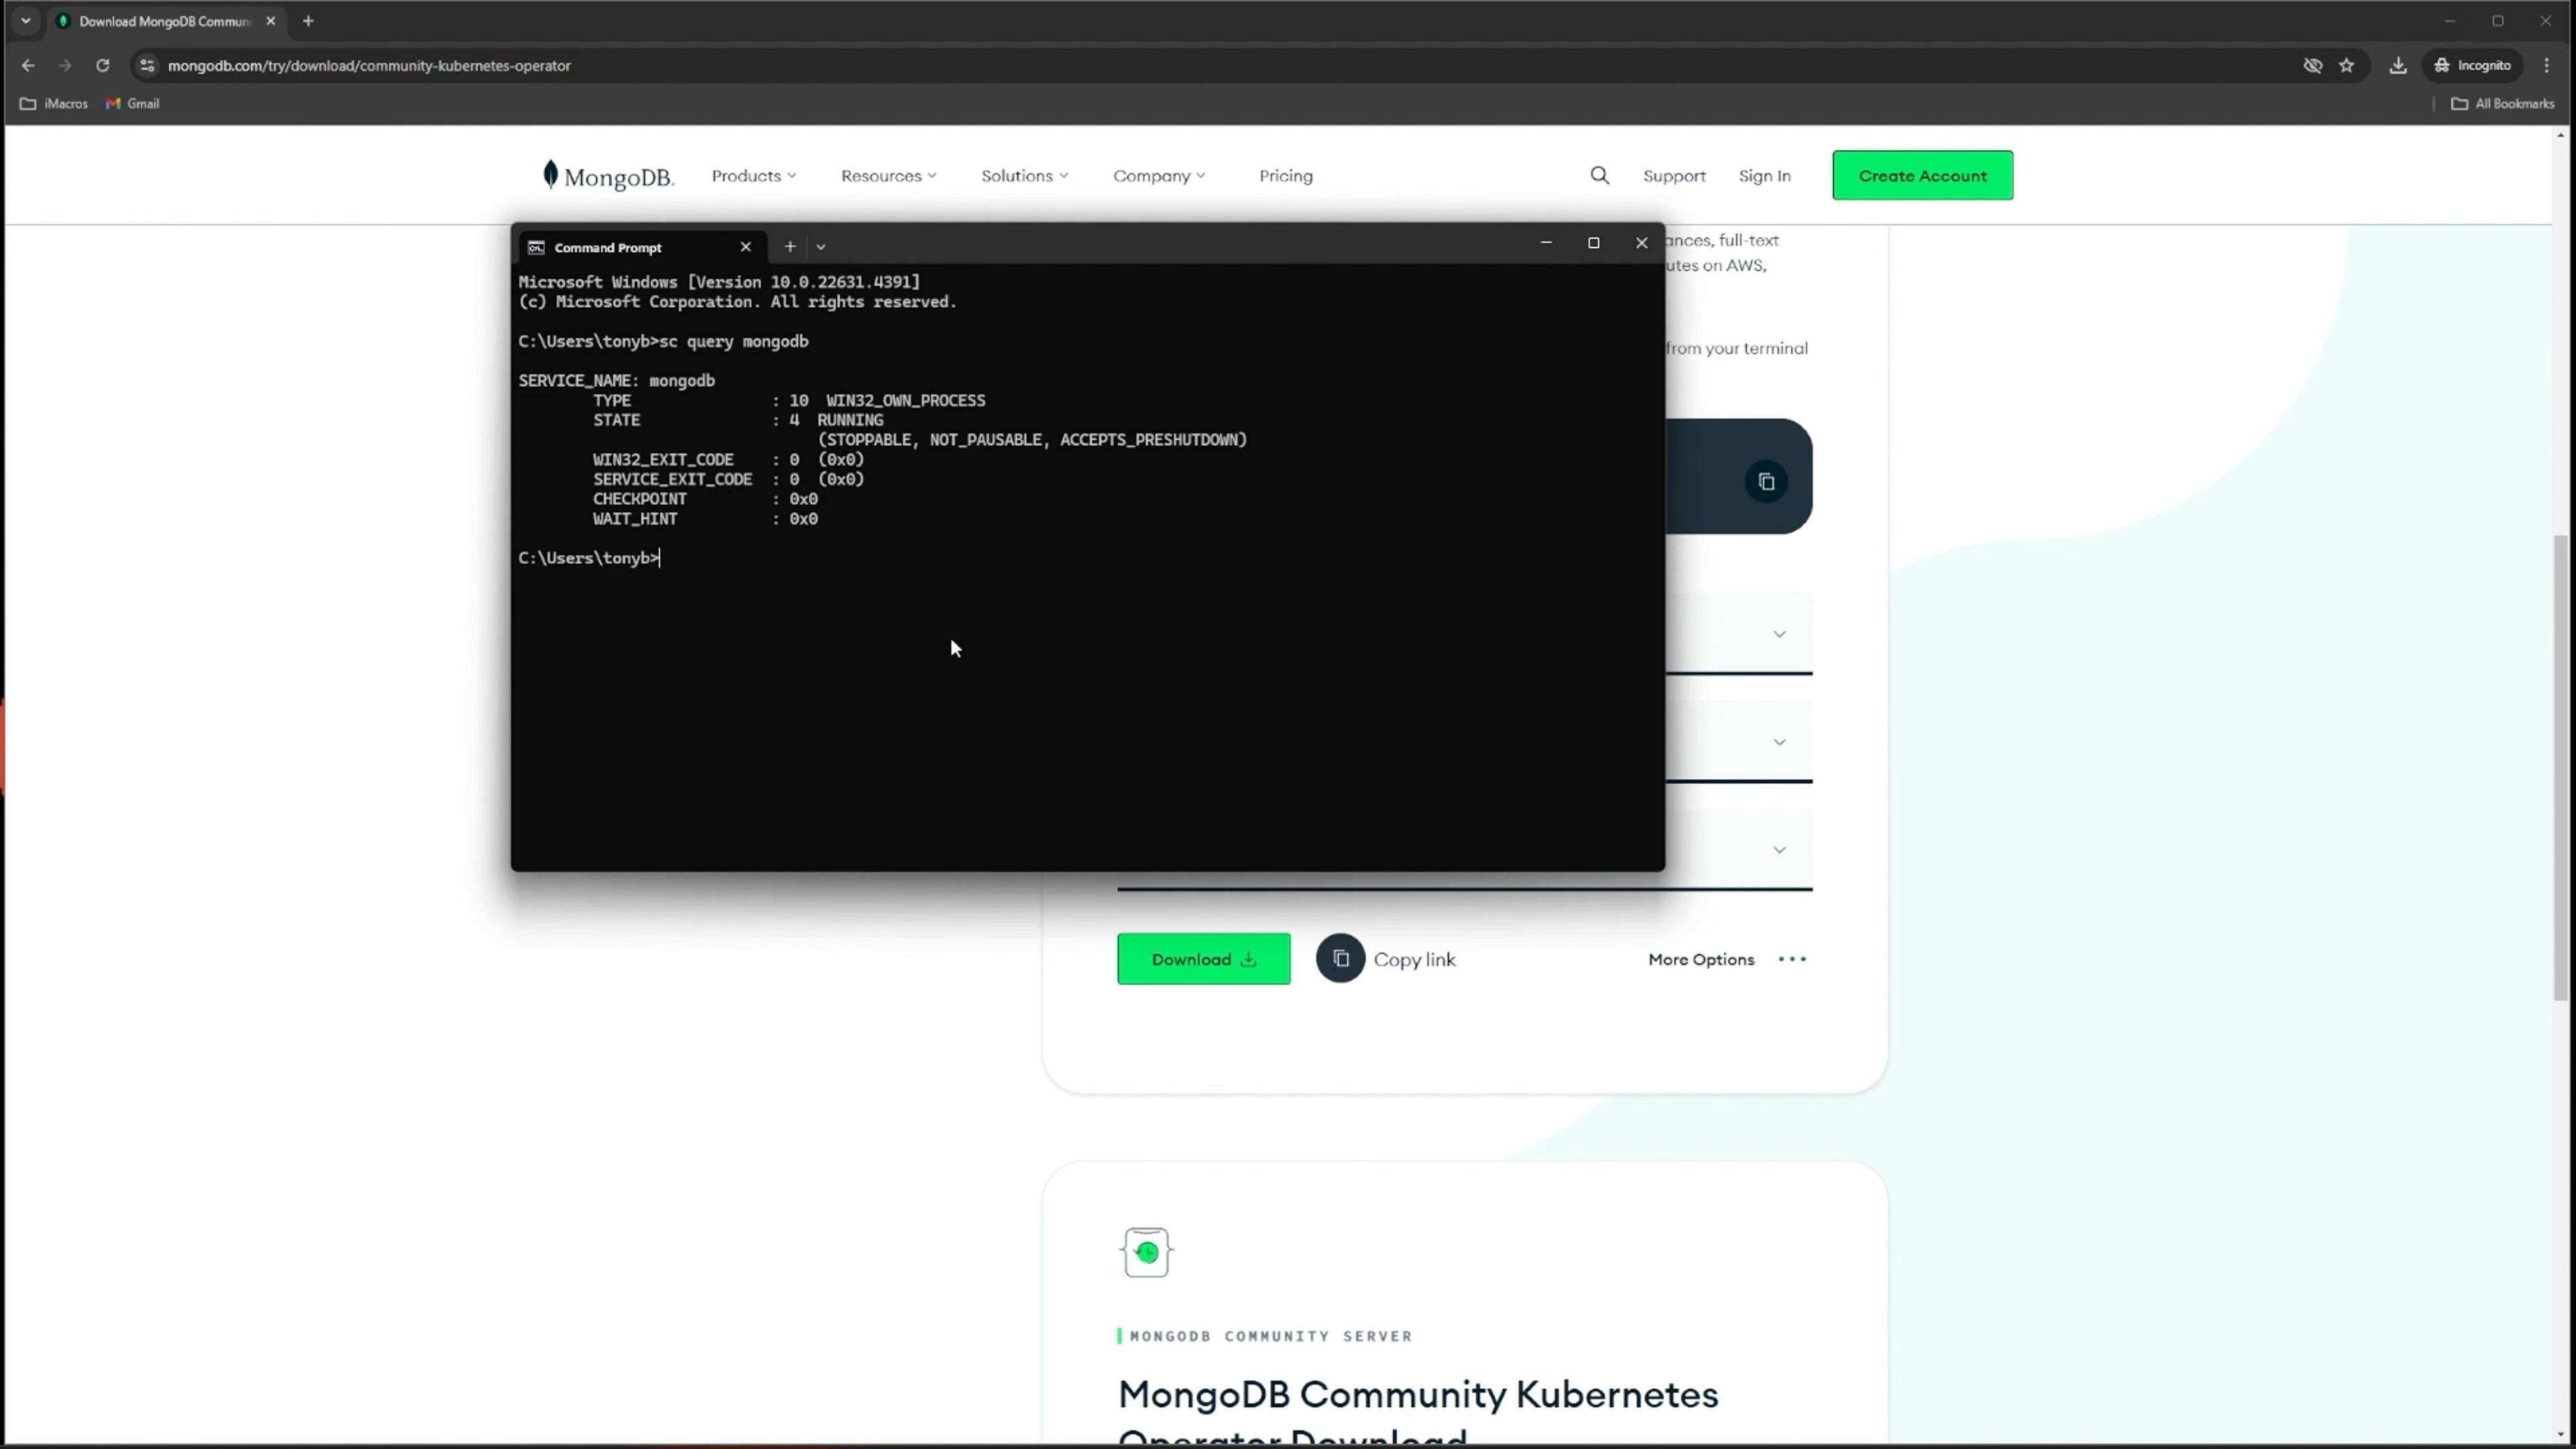 Download MongoDB Communi
mongodb.com/try/download/community-kubernetes-operator
Incognito
iMacros
Gmail
All Bookmarks
MongoDB.
Products
Resources
Solutions
Company
Pricing
Support
Sign In
Create Account
Command Prompt
ances, full-text
utes on AWS,
from your terminal
Microsoft Windows [Version 10.0.22631.4391]
(c) Microsoft Corporation. All rights reserved.
C:\Users\tonyb>sc query mongodb
SERVICE_NAME: mongodb
TYPE : 10 WIN32_OWN_PROCESS
STATE : 4 RUNNING
(STOPPABLE, NOT_PAUSABLE, ACCEPTS_PRESHUTDOWN)
WIN32_EXIT_CODE : 0 (0x0)
SERVICE_EXIT_CODE : 0 (0x0)
CHECKPOINT : 0x0
WAIT_HINT : 0x0
C:\Users\tonyb>
Download
Copy link
More Options
MONGODB COMMUNITY SERVER
MongoDB Community Kubernetes
Operator Download